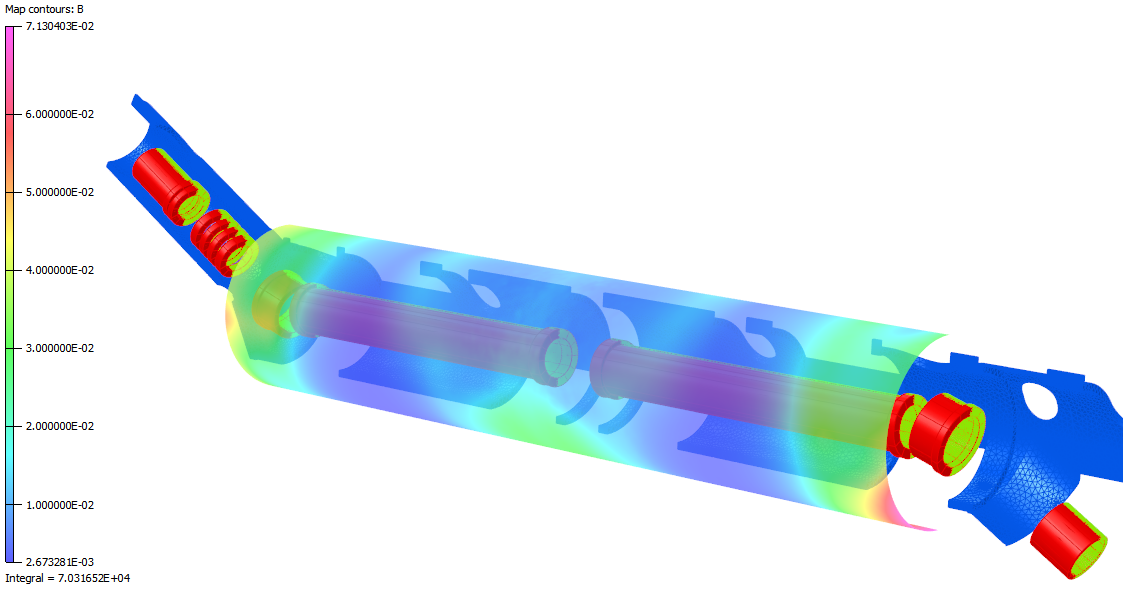 Map contours: B
7.130403E-02
6.000000E-02
5.000000E-02
4.000000E-02
3.000000E-02
2.000000E-02
1.000000E-02
2.673281E-03
Integral = 7.031652E+04